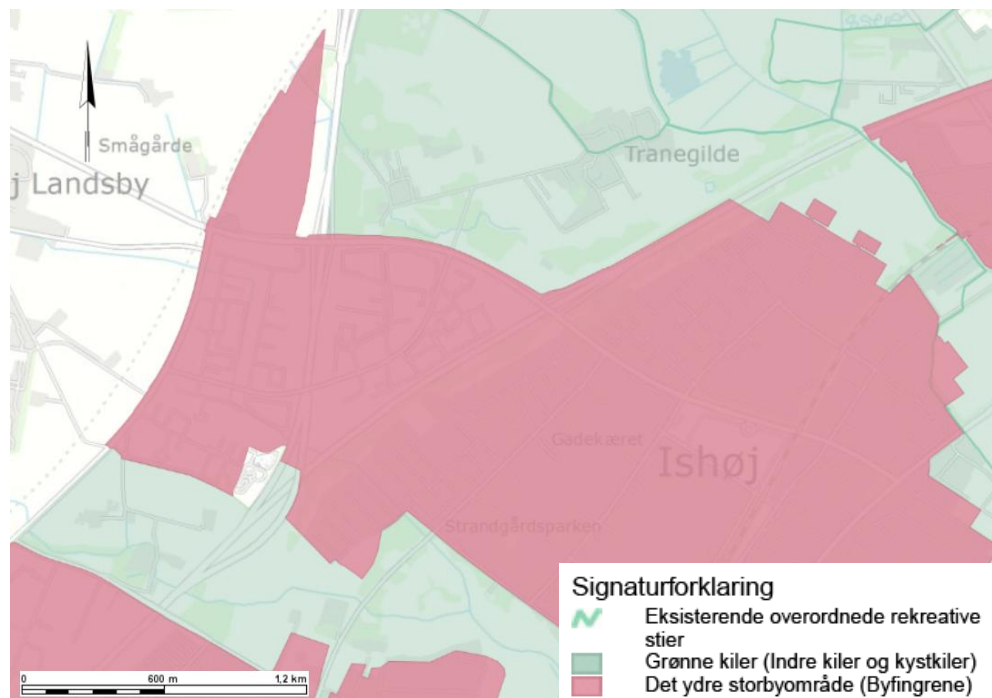 Smågårde
j Landsby
Tranegilde
Gadekæret
Ishøj
Strandgårdsparken
Signaturforklaring
Eksisterende overordnede rekreative
stier
Grønne kiler (Indre kiler og kystkiler)
Det ydre storbyområde (Byfingrene)
0 600 m 1,2 km